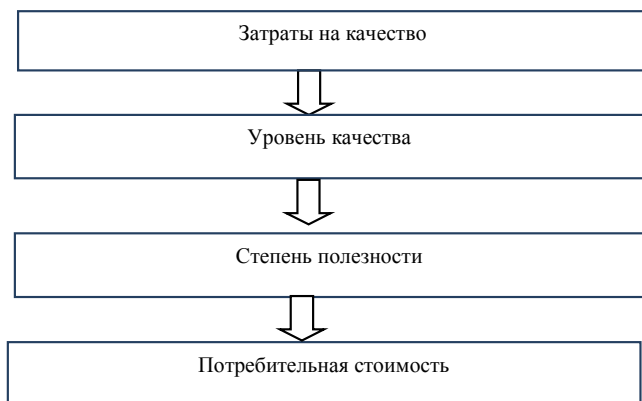 Затраты на качество
Уровень качества
Степень полезности
Потребительная стоимость